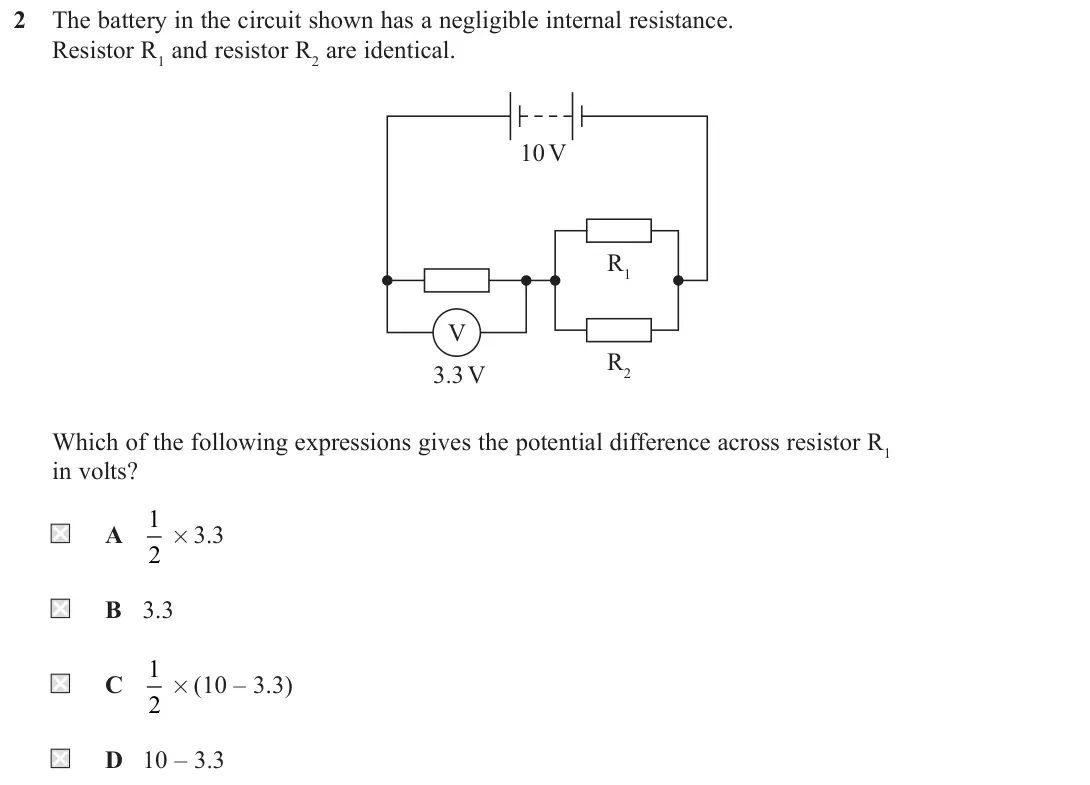 2 The battery in the circuit shown has a negligible internal resistance.
Resistor R₁ and resistor R₂ are identical.
10 V
R₁
V
3.3 V
R₂
Which of the following expressions gives the potential difference across resistor R₁
in volts?
A 1/2 × 3.3
B 3.3
C 1/2 × (10 – 3.3)
D 10 – 3.3